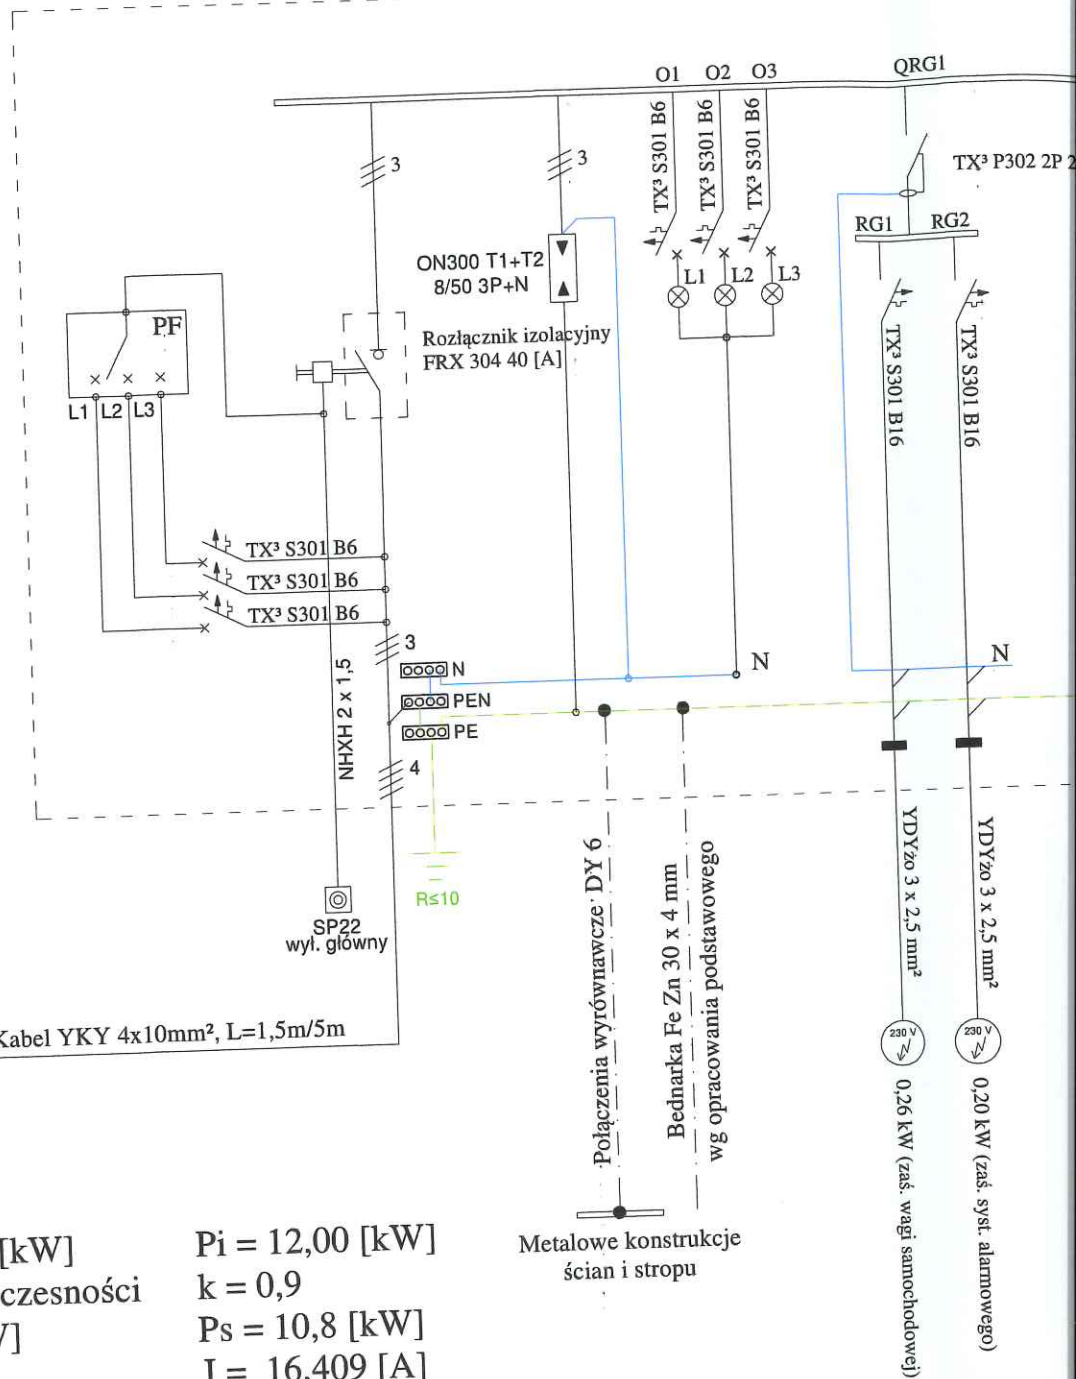 O1 O2 O3
QRG1
TX³ S301 B6
TX³ S301 B6
TX³ S301 B6
3
3
TX³ P302 2P
RG1 RG2
ON300 T1+T2
8/50 3P+N
L1 L2 L3
PF
Rozłącznik izolacyjny
FRX 304 40 [A]
TX³ S301 B16
TX³ S301 B16
L1 L2 L3
TX³ S301 B6
TX³ S301 B6
TX³ S301 B6
3
N
PEN
PE
N
N
NHXH 2 x 1,5
4
R≤10
SP22
wył. główny
Kabel YKY 4x10mm², L=1,5m/5m
Połączenia wyrównawcze DY 6
Bednarka Fe Zn 30 x 4 mm
wg opracowania podstawowego
YDYżo 3 x 2,5 mm²
YDYżo 3 x 2,5 mm²
230 V
230 V
0,26 kW (zaś. wagi samochodowej)
0,20 kW (zaś. syst. alarmowego)
Metalowe konstrukcje
ścian i stropu
[kW] Pi = 12,00 [kW]
czesności k = 0,9
Ps = 10,8 [kW]
I = 16,409 [A]